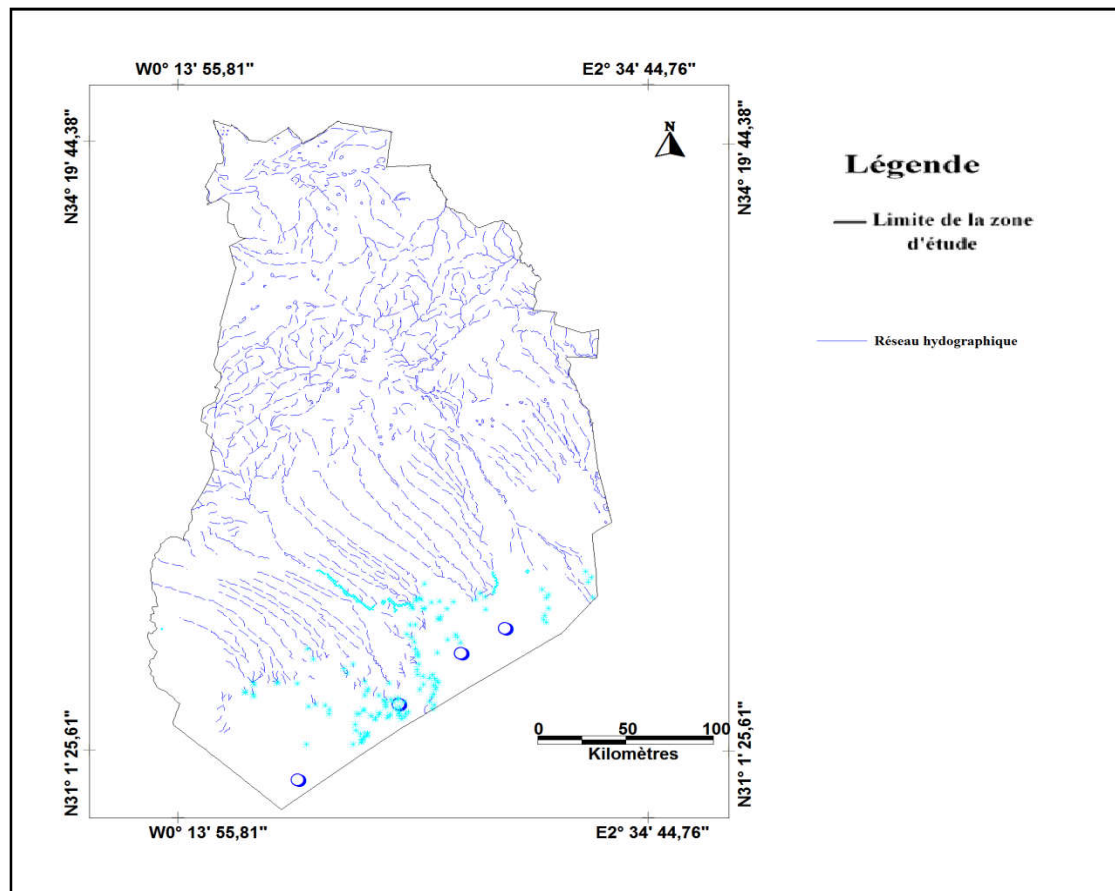 W0° 13' 55,81" E2° 34' 44,76"
N34° 19' 44,38"
N34° 19' 44,38"
N
Légende
Limite de la zone
d'étude
Réseau hydographique
0 50 100
Kilomètres
N31° 1' 25,61"
N31° 1' 25,61"
W0° 13' 55,81" E2° 34' 44,76"